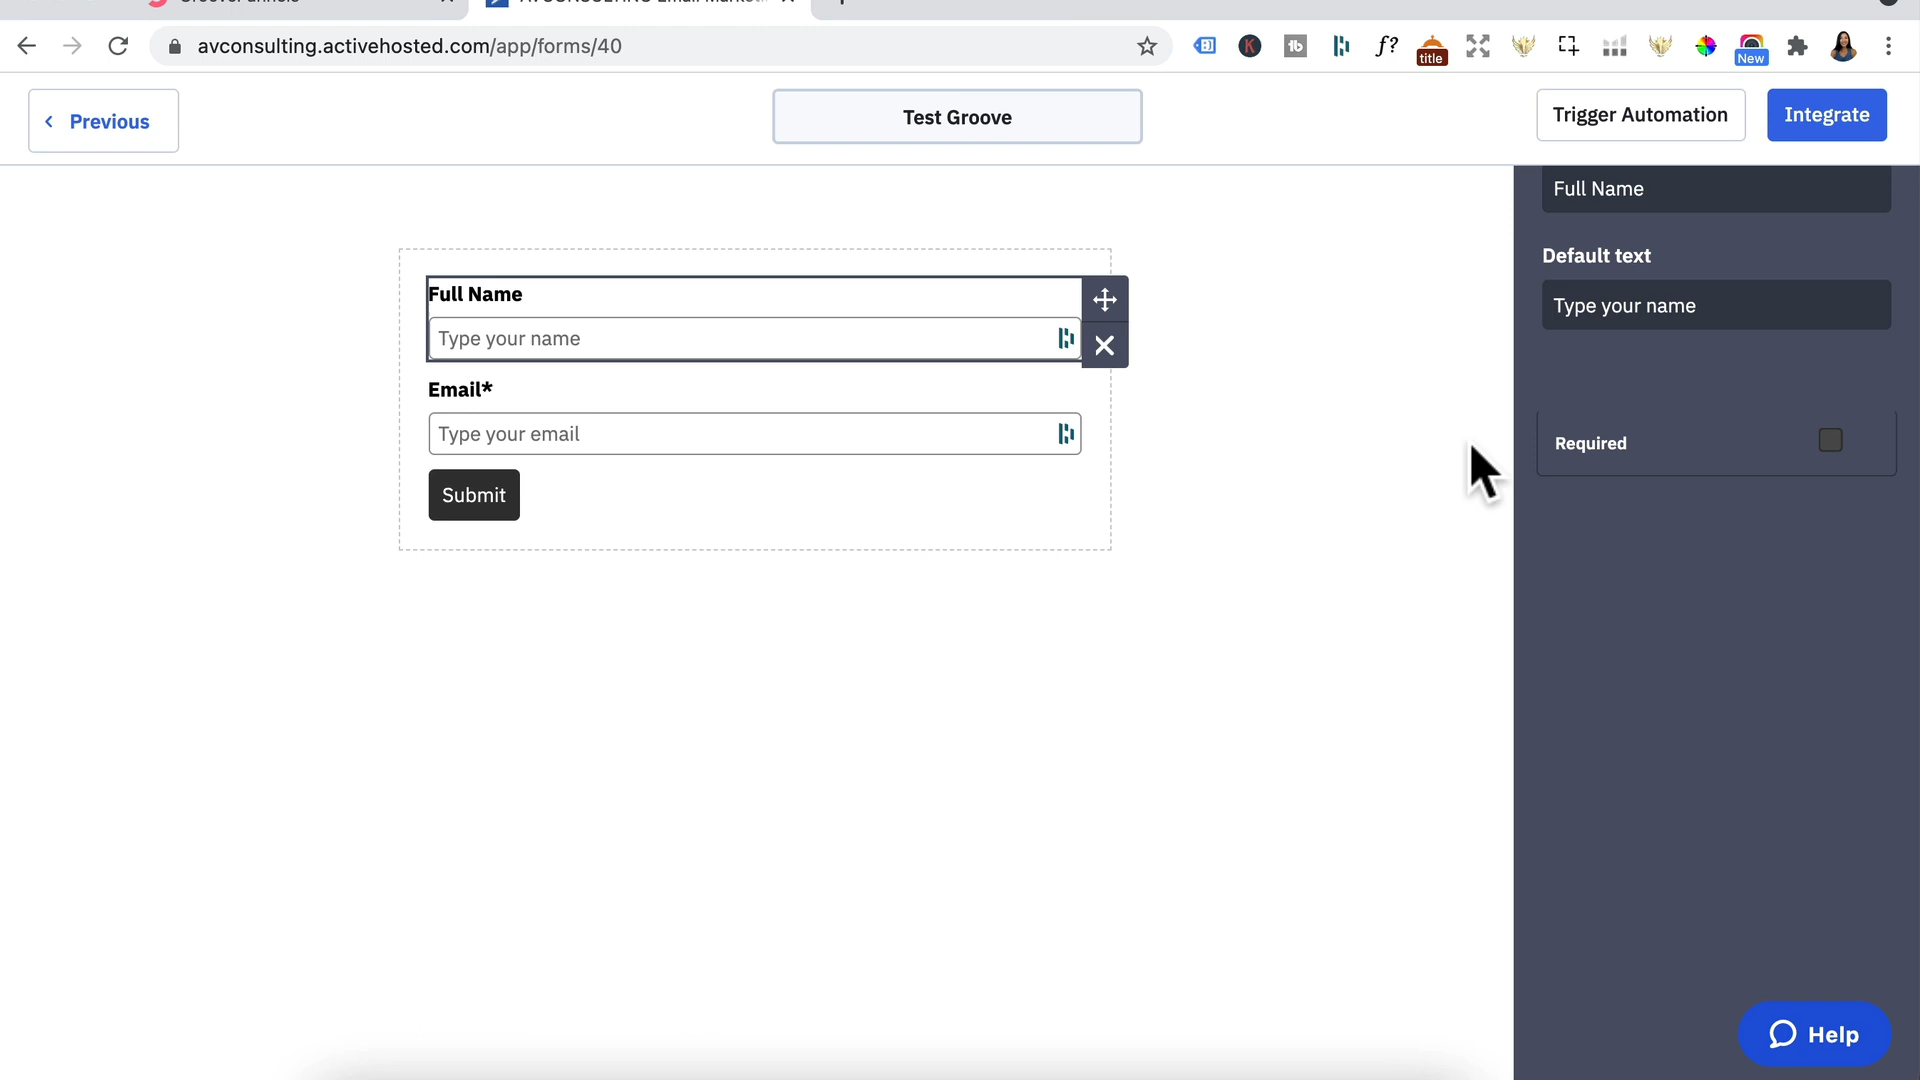 avconsulting.activehosted.com/app/forms/40
title
New
Previous
Test Groove
Trigger Automation
Integrate
Full Name
Default text
Type your name
Required
Full Name
Type your name
Email*
Type your email
Submit
Help